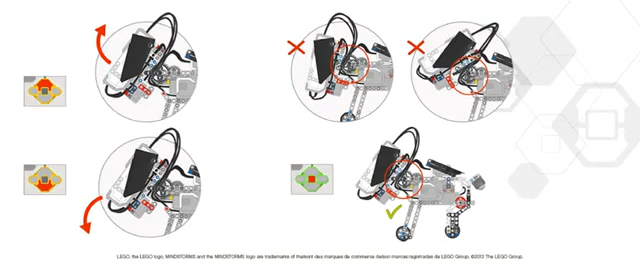 LEGO, the LEGO logo, MINDSTORMS and the MINDSTORMS logo are trademarks of the/sont des marques de commerce de/son marcas registradas de LEGO Group. ©2013 The LEGO Group.